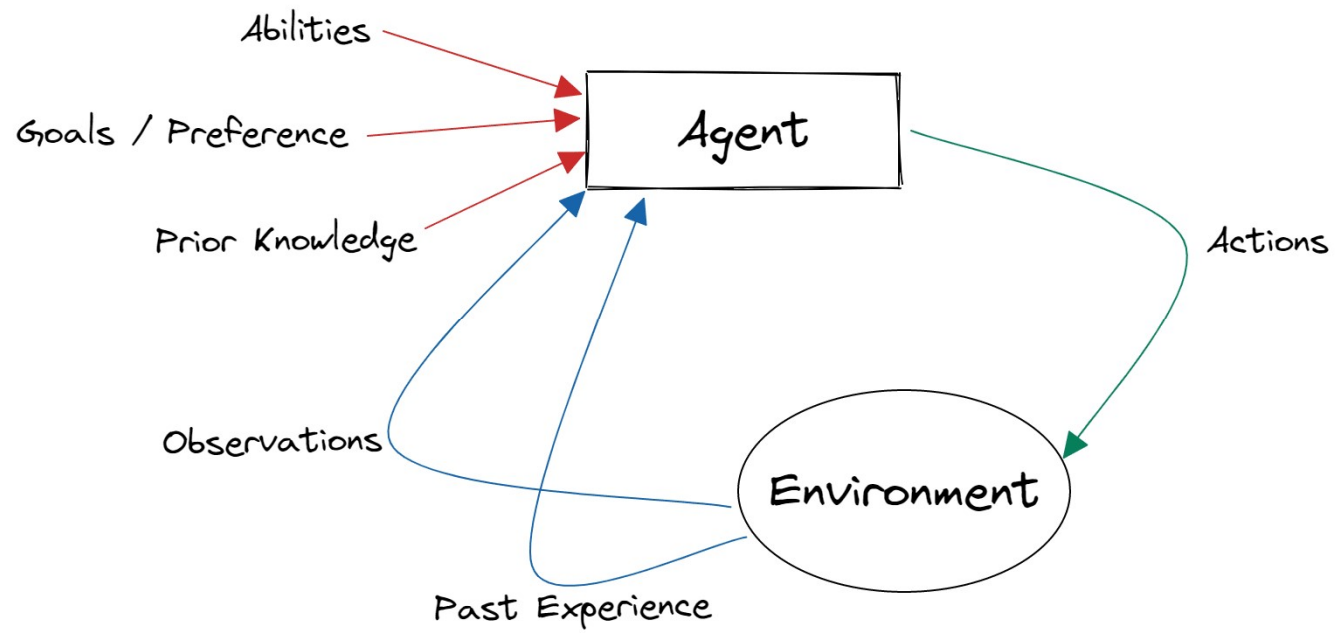 Abilities
Agent
Goals / Preference
Prior Knowledge
Actions
Observations
Environment
Past Experience